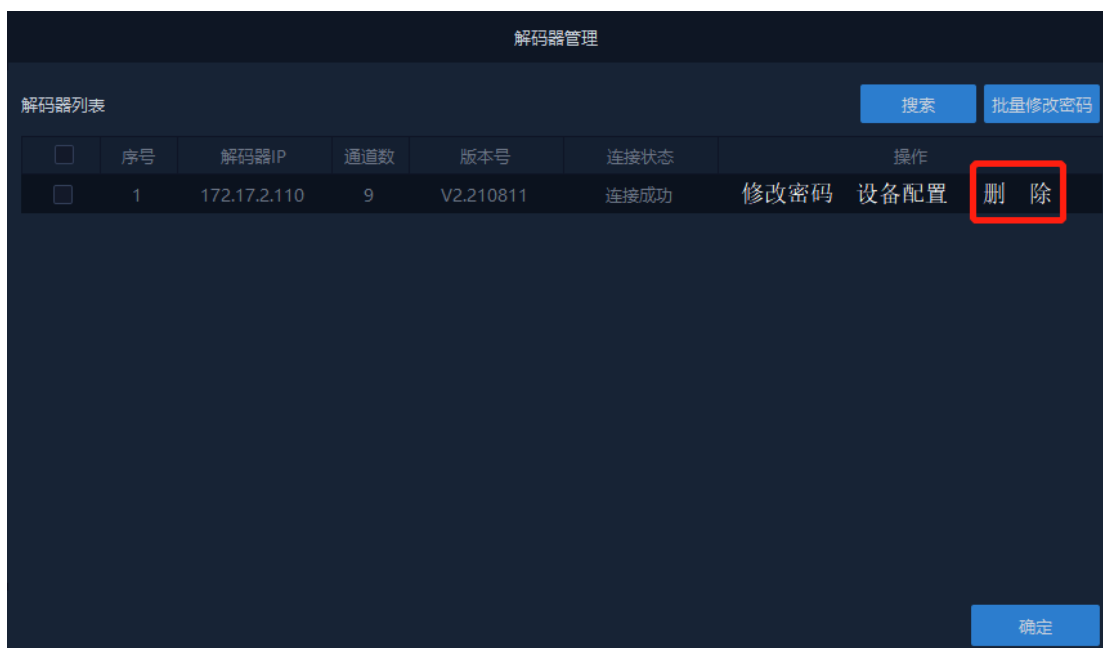 解码器管理
解码器列表 搜索 批量修改密码
序号 解码器IP 通道数 版本号 连接状态 操作
1 172.17.2.110 9 V2.210811 连接成功 修改密码 设备配置 删 除
确定